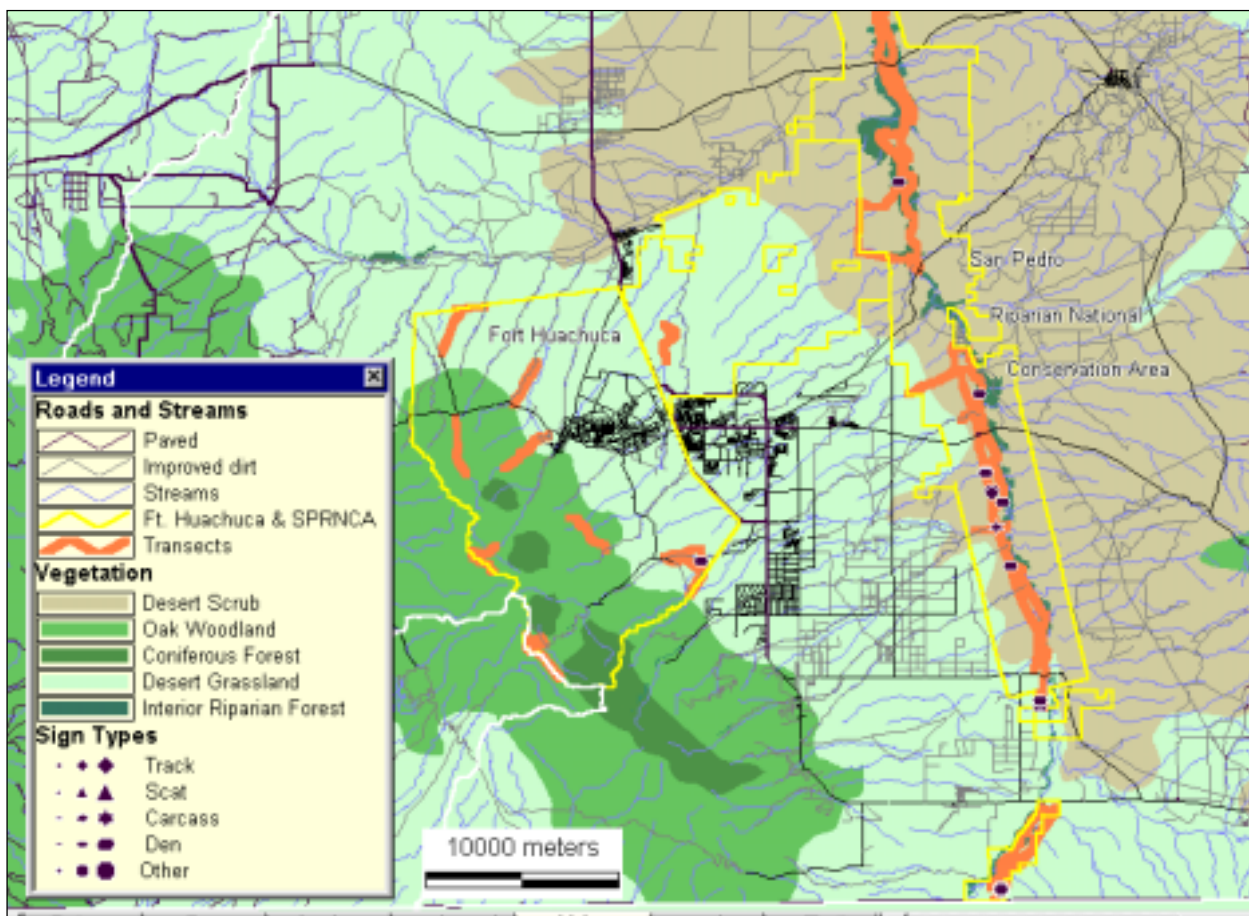 San Pedro
Riparian National
Conservation Area
Fort Huachuca
Legend
Roads and Streams
Paved
Improved dirt
Streams
Ft. Huachuca & SPRNCA
Transects
Vegetation
Desert Scrub
Oak Woodland
Coniferous Forest
Desert Grassland
Interior Riparian Forest
Sign Types
Track
Scat
Carcass
Den
Other
10000 meters